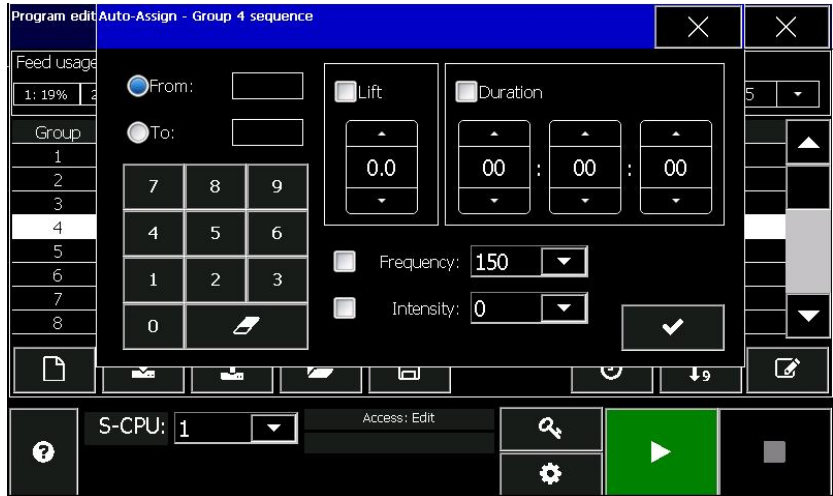 Program edit
Auto-Assign - Group 4 sequence
Feed usage
1: 19%
5
From:
To:
Lift
Duration
0.0
00 : 00 : 00
7 8 9
4 5 6
1 2 3
0
Frequency: 150
Intensity: 0
Group
1
2
3
4
5
6
7
8
9
S-CPU: 1
Access: Edit
?